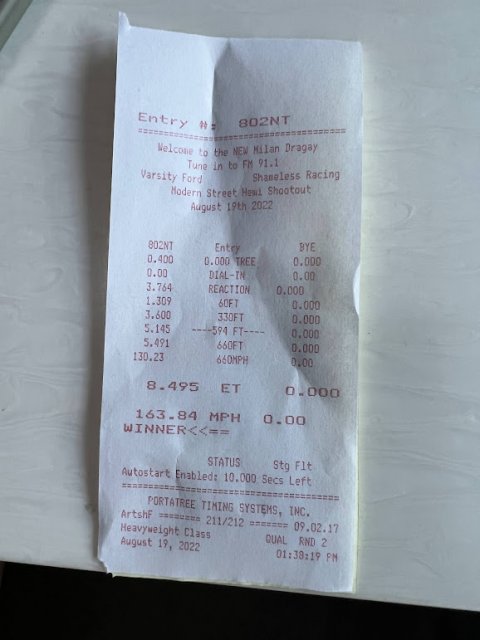 Entry #: 802NT
================================
Welcome to the NEW Milan Dragay
Tune in to FM 91.1
Varsity Ford Shameless Racing
Modern Street Hemi Shootout
August 19th 2022
802NT Entry BYE
0.400 0.000 TREE 0.000
0.00 DIAL-IN 0.00
3.764 REACTION 0.000
1.309 60FT 0.000
3.600 330FT 0.000
5.145 ----594 FT---- 0.000
5.491 660FT 0.000
130.23 660MPH 0.00
8.495 ET 0.000
163.84 MPH 0.00
WINNER<<==
STATUS Stg Flt
Autostart Enabled: 10.000 Secs Left
===================================
PORTATREE TIMING SYSTEMS, INC.
ArtshF ======== 211/212 ======= 09.02.17
Heavyweight Class QUAL RND 2
August 19, 2022 01:38:19 PM